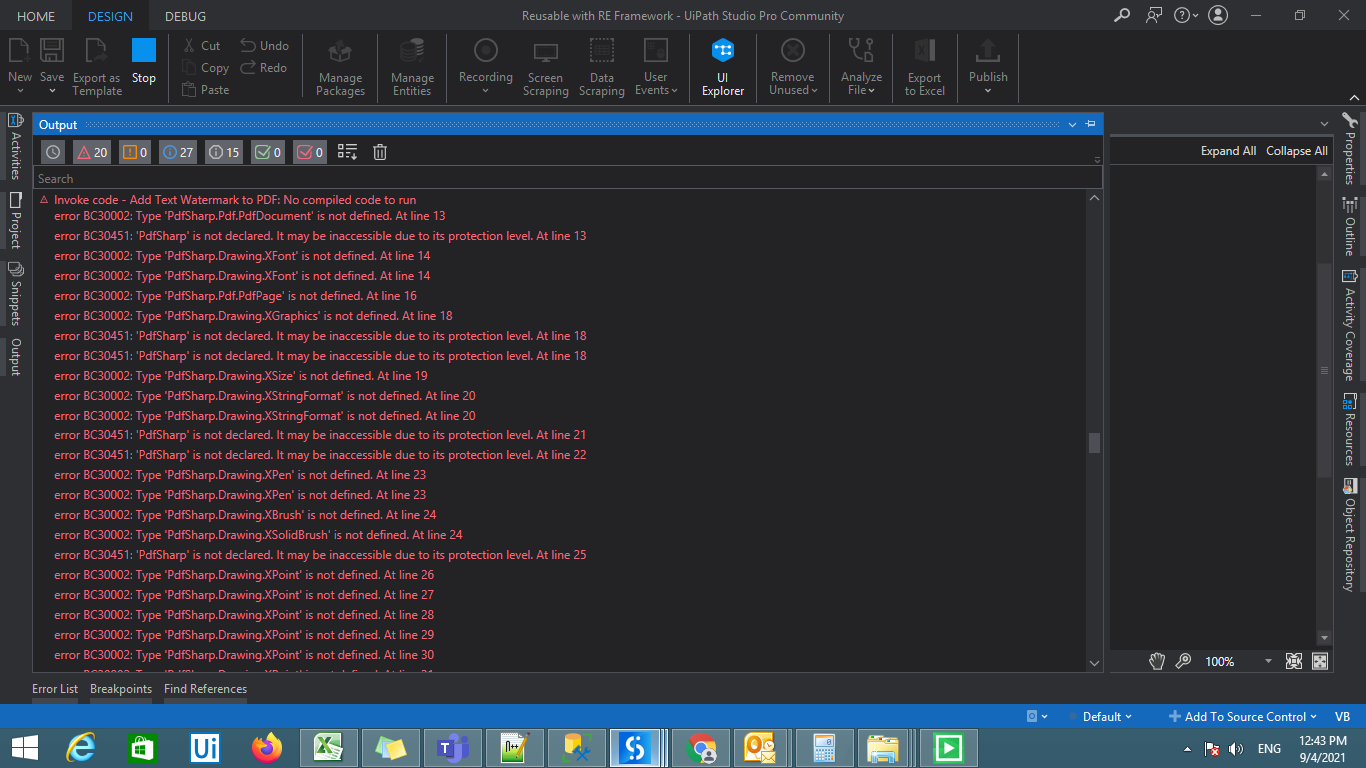 HOME DESIGN DEBUG Reusable with RE Framework - UiPath Studio Pro Community
New Save Export as Template Stop
Cut Undo
Copy Redo
Paste
Manage Packages Manage Entities Recording Screen Scraping Data Scraping User Events UI Explorer Remove Unused Analyze File Export to Excel Publish
Activities
Project
Snippets
Output
Output
20 0 27 15 0 0
Search
Invoke code - Add Text Watermark to PDF: No compiled code to run
error BC30002: Type 'PdfSharp.Pdf.PdfDocument' is not defined. At line 13
error BC30451: 'PdfSharp' is not declared. It may be inaccessible due to its protection level. At line 13
error BC30002: Type 'PdfSharp.Drawing.XFont' is not defined. At line 14
error BC30002: Type 'PdfSharp.Drawing.XFont' is not defined. At line 14
error BC30002: Type 'PdfSharp.Pdf.PdfPage' is not defined. At line 16
error BC30002: Type 'PdfSharp.Drawing.XGraphics' is not defined. At line 18
error BC30451: 'PdfSharp' is not declared. It may be inaccessible due to its protection level. At line 18
error BC30451: 'PdfSharp' is not declared. It may be inaccessible due to its protection level. At line 18
error BC30002: Type 'PdfSharp.Drawing.XSize' is not defined. At line 19
error BC30002: Type 'PdfSharp.Drawing.XStringFormat' is not defined. At line 20
error BC30002: Type 'PdfSharp.Drawing.XStringFormat' is not defined. At line 20
error BC30451: 'PdfSharp' is not declared. It may be inaccessible due to its protection level. At line 21
error BC30451: 'PdfSharp' is not declared. It may be inaccessible due to its protection level. At line 22
error BC30002: Type 'PdfSharp.Drawing.XPen' is not defined. At line 23
error BC30002: Type 'PdfSharp.Drawing.XPen' is not defined. At line 23
error BC30002: Type 'PdfSharp.Drawing.XBrush' is not defined. At line 24
error BC30002: Type 'PdfSharp.Drawing.XSolidBrush' is not defined. At line 24
error BC30451: 'PdfSharp' is not declared. It may be inaccessible due to its protection level. At line 25
error BC30002: Type 'PdfSharp.Drawing.XPoint' is not defined. At line 26
error BC30002: Type 'PdfSharp.Drawing.XPoint' is not defined. At line 27
error BC30002: Type 'PdfSharp.Drawing.XPoint' is not defined. At line 28
error BC30002: Type 'PdfSharp.Drawing.XPoint' is not defined. At line 29
error BC30002: Type 'PdfSharp.Drawing.XPoint' is not defined. At line 30
Expand All Collapse All
100%
Properties
Outline
Activity Coverage
Resources
Object Repository
Error List Breakpoints Find References
Default Add To Source Control VB
ENG 12:43 PM
9/4/2021